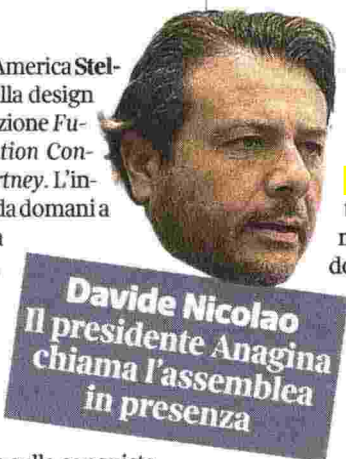 America Stel-
lla design
zione Fu-
tion Con-
rtney. L'in-
da domani a
Davide Nicolao
Il presidente Anagina
chiama l'assemblea
in presenza